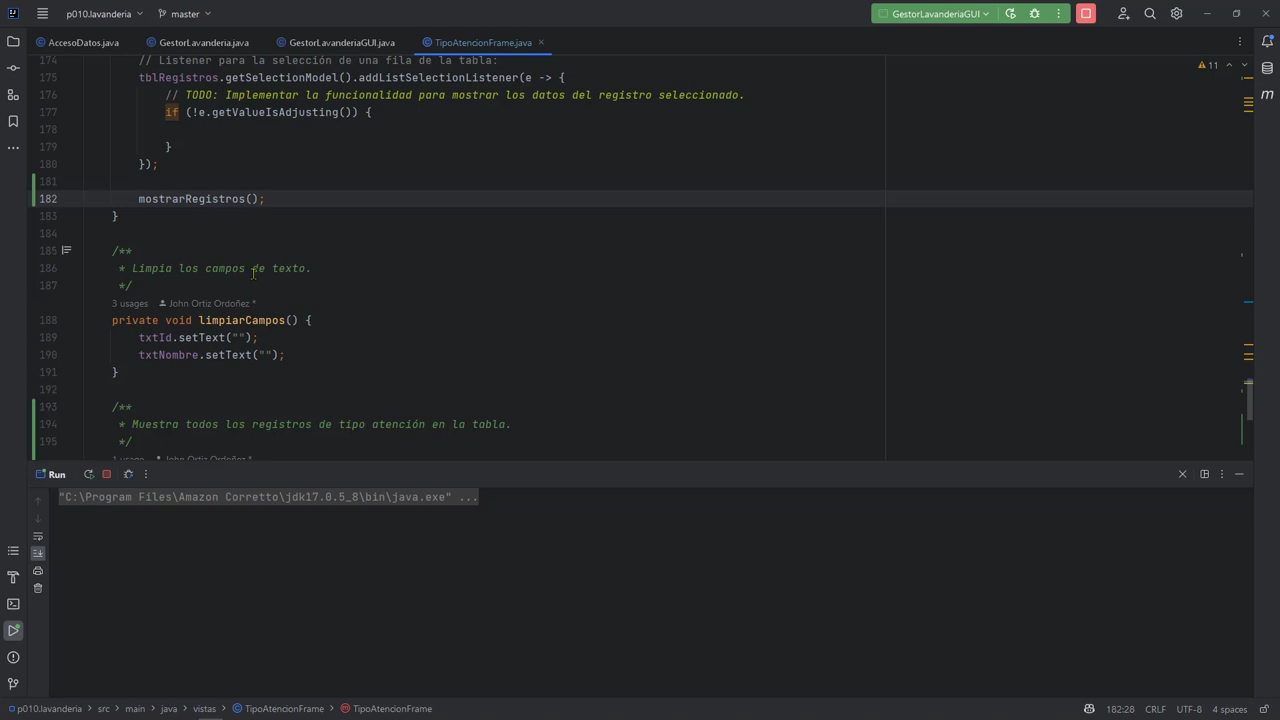 p010.lavanderia master GestorLavanderiaGUI
AccesoDatos.java GestorLavanderia.java GestorLavanderiaGUI.java TipoAtencionFrame.java
174 // Listener para la selección de una fila de la tabla:
175 tblRegistros.getSelectionModel().addListSelectionListener(e -> {
176 // TODO: Implementar la funcionalidad para mostrar los datos del registro seleccionado.
177 if (!e.getValueIsAdjusting()) {
178
179 }
180 });
181
182 mostrarRegistros();
183 }
184
185 /**
186 * Limpia los campos de texto.
187 */
3 usages John Ortiz Ordoñez *
188 private void limpiarCampos() {
189 txtId.setText("");
190 txtNombre.setText("");
191 }
192
193 /**
194 * Muestra todos los registros de tipo atención en la tabla.
195 */
1 usage John Ortiz Ordoñez *
11
m
Run
"C:\Program Files\Amazon Corretto\jdk17.0.5_8\bin\java.exe" ...
p010.lavanderia > src > main > java > vistas > TipoAtencionFrame > TipoAtencionFrame 182:28 CRLF UTF-8 4 spaces